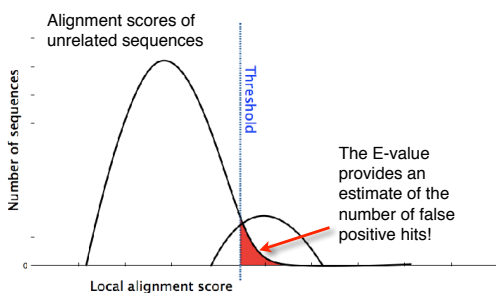 Alignment scores of
unrelated sequences
Number of sequences
Threshold
The E-value
provides an
estimate of the
number of false
positive hits!
Local alignment score